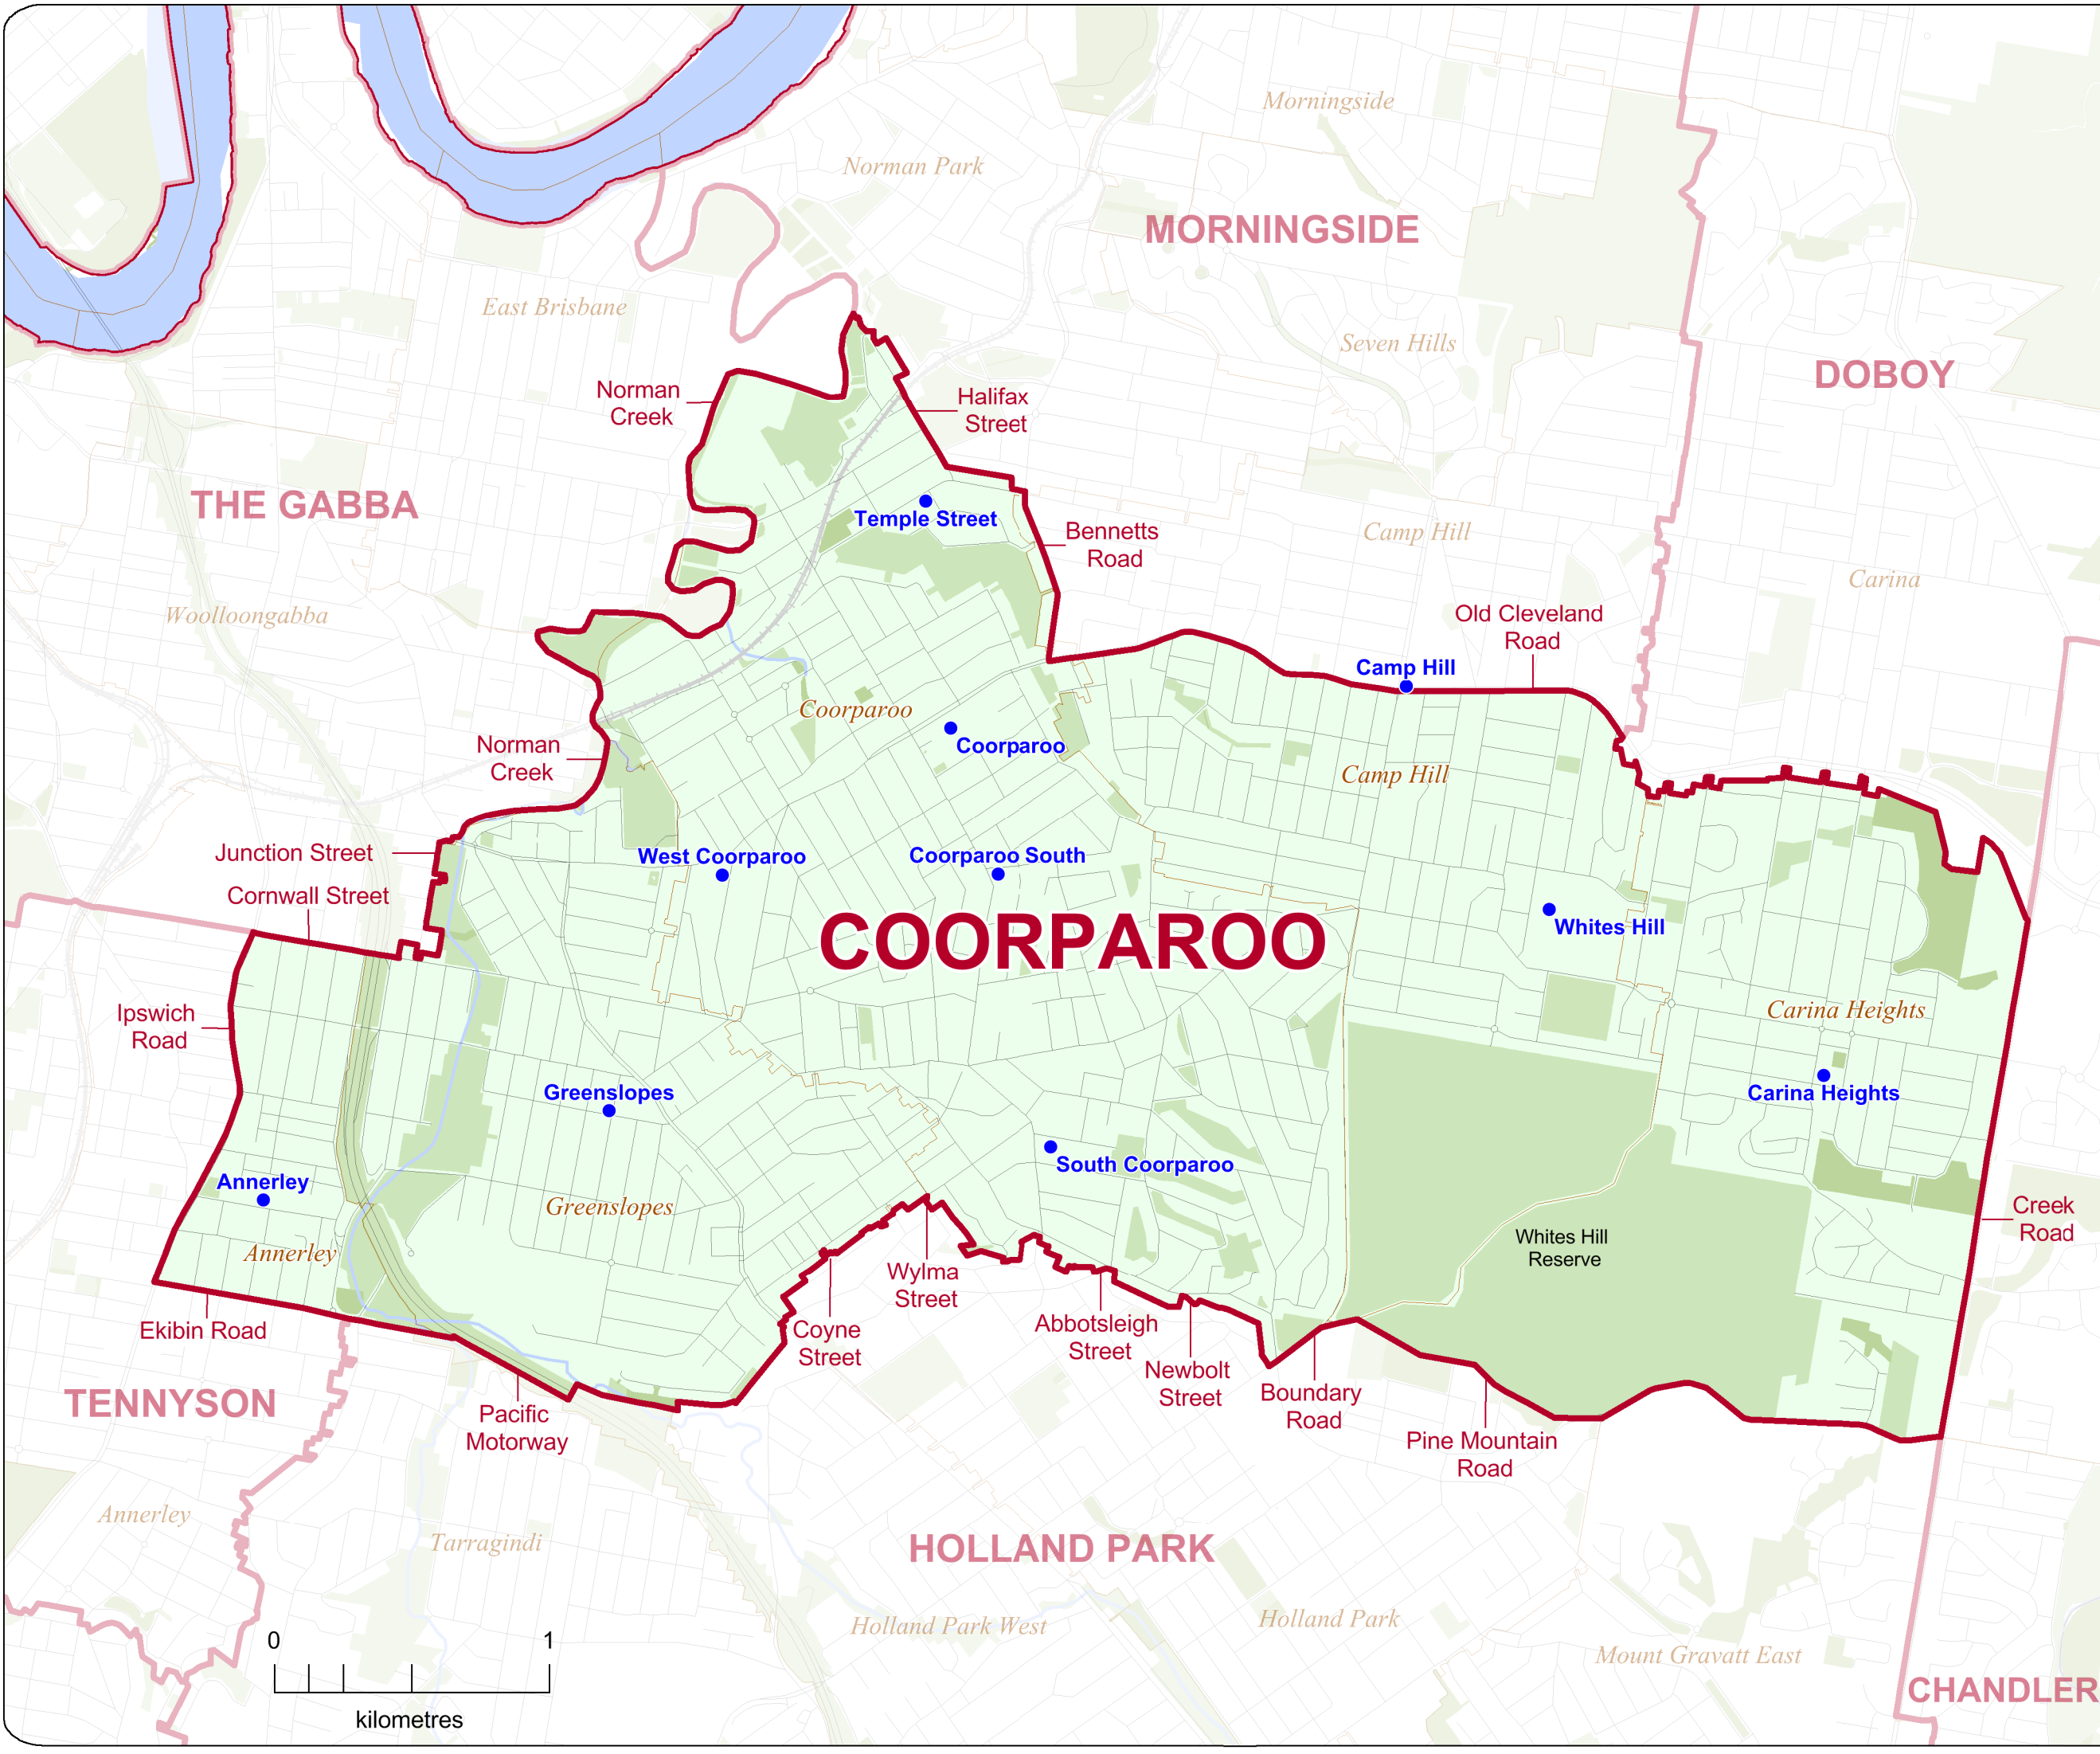 Morningside
Norman Park
MORNINGSIDE
East Brisbane
Seven Hills
DOBOY
Norman
Creek
Halifax
Street
THE GABBA
Temple Street
Bennetts
Road
Camp Hill
Carina
Woolloongabba
Old Cleveland
Road
Camp Hill
Coorparoo
Coorparoo
Norman
Creek
Camp Hill
Junction Street
West Coorparoo
Coorparoo South
Cornwall Street
COORPAROO
Whites Hill
Ipswich
Road
Carina Heights
Greenslopes
Carina Heights
South Coorparoo
Annerley
Greenslopes
Creek
Road
Annerley
Whites Hill
Reserve
Wylma
Street
Ekibin Road
Coyne
Street
Abbotsleigh
Street
Newbolt
Street
Boundary
Road
TENNYSON
Pacific
Motorway
Pine Mountain
Road
Annerley
Tarragindi
HOLLAND PARK
Holland Park West
Holland Park
Mount Gravatt East
CHANDLER
0 1
kilometres